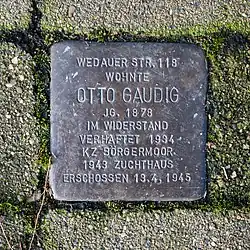 WEDAUER STR. 118
WOHNTE
OTTO GAUDIG
JG. 1878
IM WIDERSTAND
VERHAFTET 1934
KZ BÖRGERMOOR
1943 ZUCHTHAUS
ERSCHOSSEN 13.4.1945